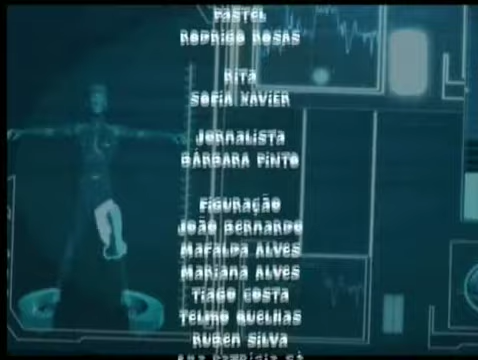 PASTEL
RODRIGO ROSAS
RITA
SOFIA XAVIER
JORNALISTA
BÁRBARA PINTO
FIGURAÇÃO
JOÃO BERNARDO
MAFALDA ALVES
MARIANA ALVES
TIAGO COSTA
TELMO QUELHAS
RUBEN SILVA